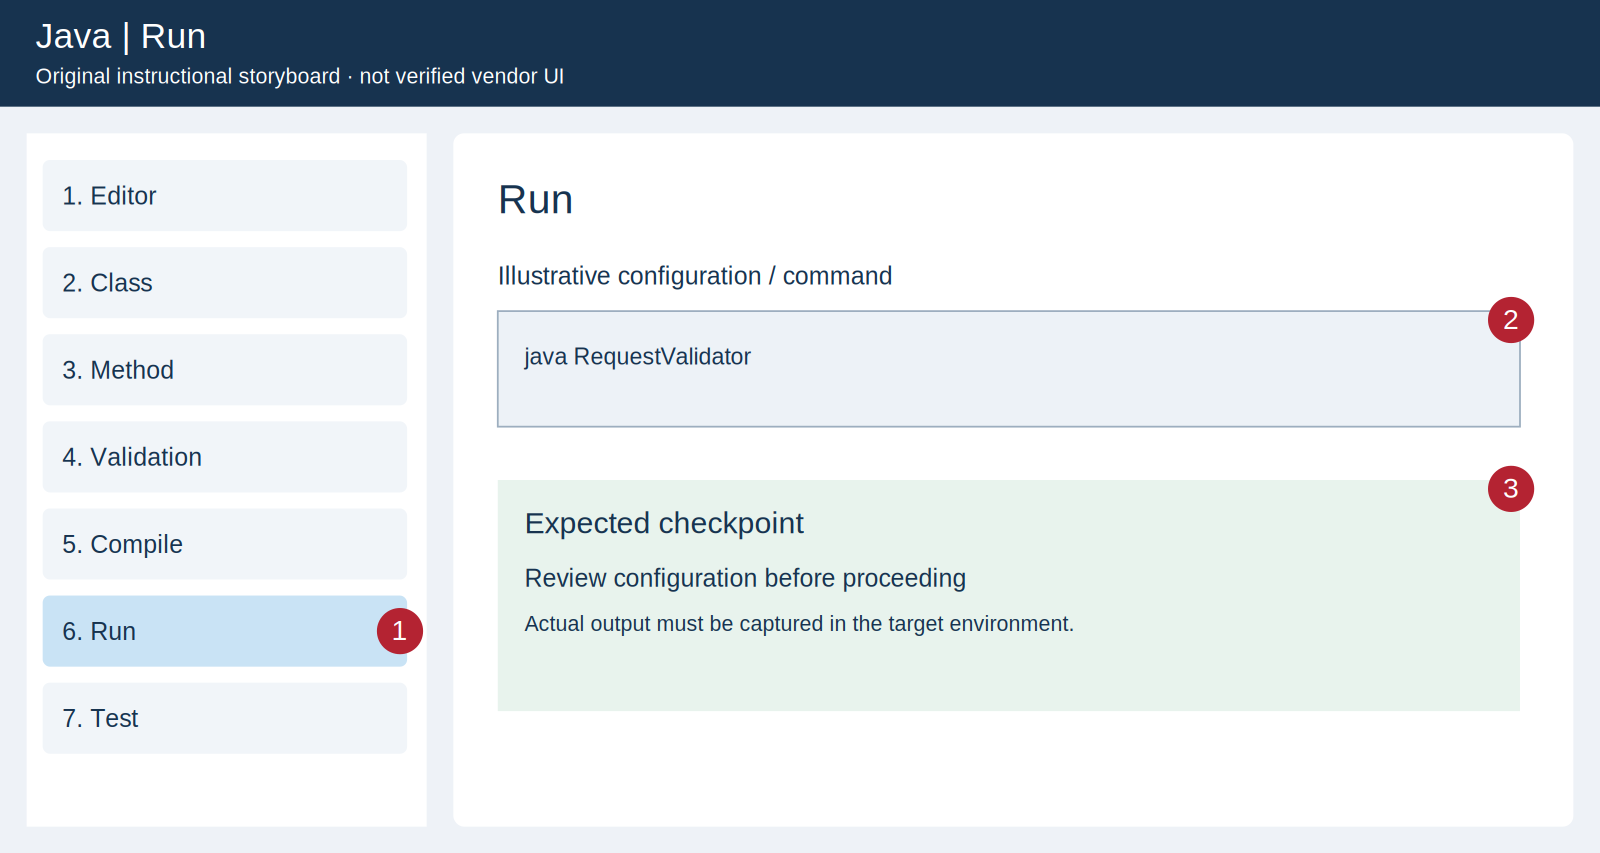 Java | Run
Original instructional storyboard · not verified vendor UI
1. Editor
2. Class
3. Method
4. Validation
5. Compile
6. Run
1
7. Test
Run
Illustrative configuration / command
2
java RequestValidator
3
Expected checkpoint
Review configuration before proceeding
Actual output must be captured in the target environment.